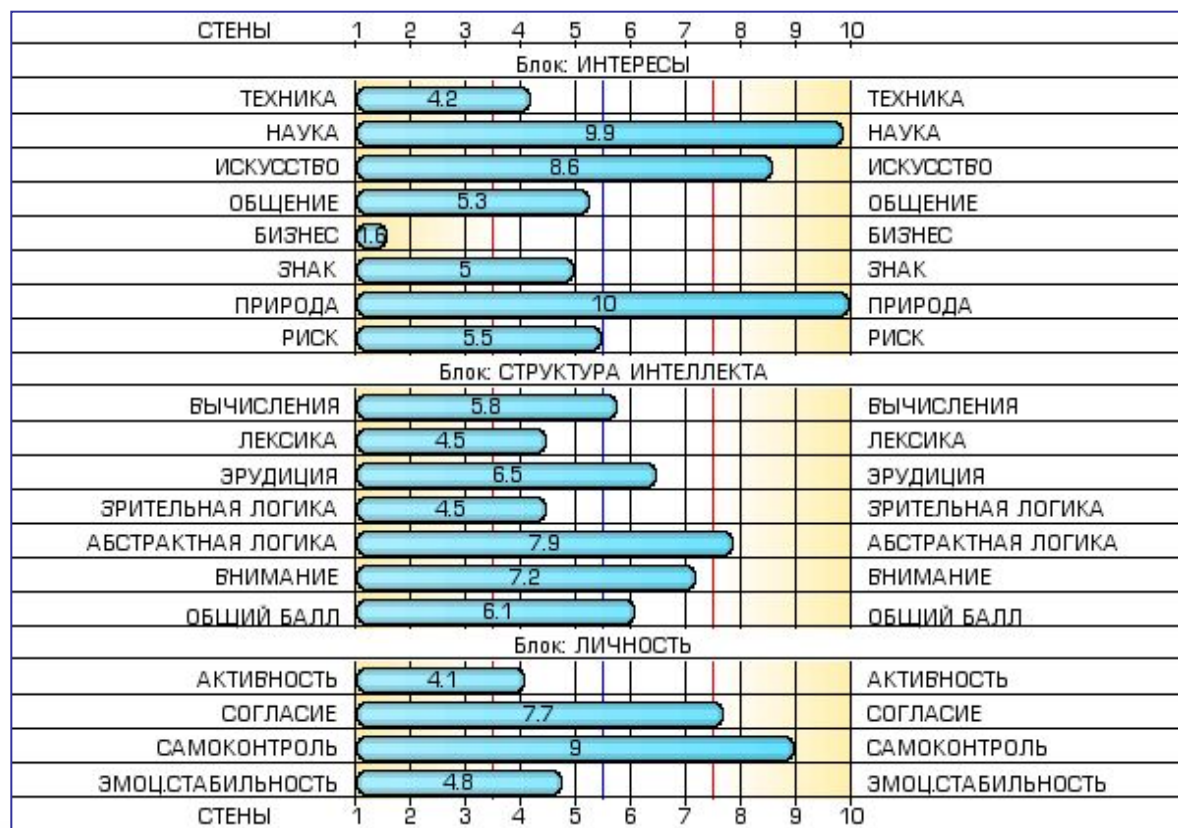 СТЕНЫ 1 2 3 4 5 6 7 8 9 10
Блок: ИНТЕРЕСЫ
ТЕХНИКА 4.2 ТЕХНИКА
НАУКА 9.9 НАУКА
ИСКУССТВО 8.6 ИСКУССТВО
ОБЩЕНИЕ 5.3 ОБЩЕНИЕ
БИЗНЕС 1.6 БИЗНЕС
ЗНАК 5 ЗНАК
ПРИРОДА 10 ПРИРОДА
РИСК 5.5 РИСК
Блок: СТРУКТУРА ИНТЕЛЛЕКТА
ВЫЧИСЛЕНИЯ 5.8 ВЫЧИСЛЕНИЯ
ЛЕКСИКА 4.5 ЛЕКСИКА
ЭРУДИЦИЯ 6.5 ЭРУДИЦИЯ
ЗРИТЕЛЬНАЯ ЛОГИКА 4.5 ЗРИТЕЛЬНАЯ ЛОГИКА
АБСТРАКТНАЯ ЛОГИКА 7.9 АБСТРАКТНАЯ ЛОГИКА
ВНИМАНИЕ 7.2 ВНИМАНИЕ
ОБЩИЙ БАЛЛ 6.1 ОБЩИЙ БАЛЛ
Блок: ЛИЧНОСТЬ
АКТИВНОСТЬ 4.1 АКТИВНОСТЬ
СОГЛАСИЕ 7.7 СОГЛАСИЕ
САМОКОНТРОЛЬ 9 САМОКОНТРОЛЬ
ЭМОЦ.СТАБИЛЬНОСТЬ 4.8 ЭМОЦ.СТАБИЛЬНОСТЬ
СТЕНЫ 1 2 3 4 5 6 7 8 9 10